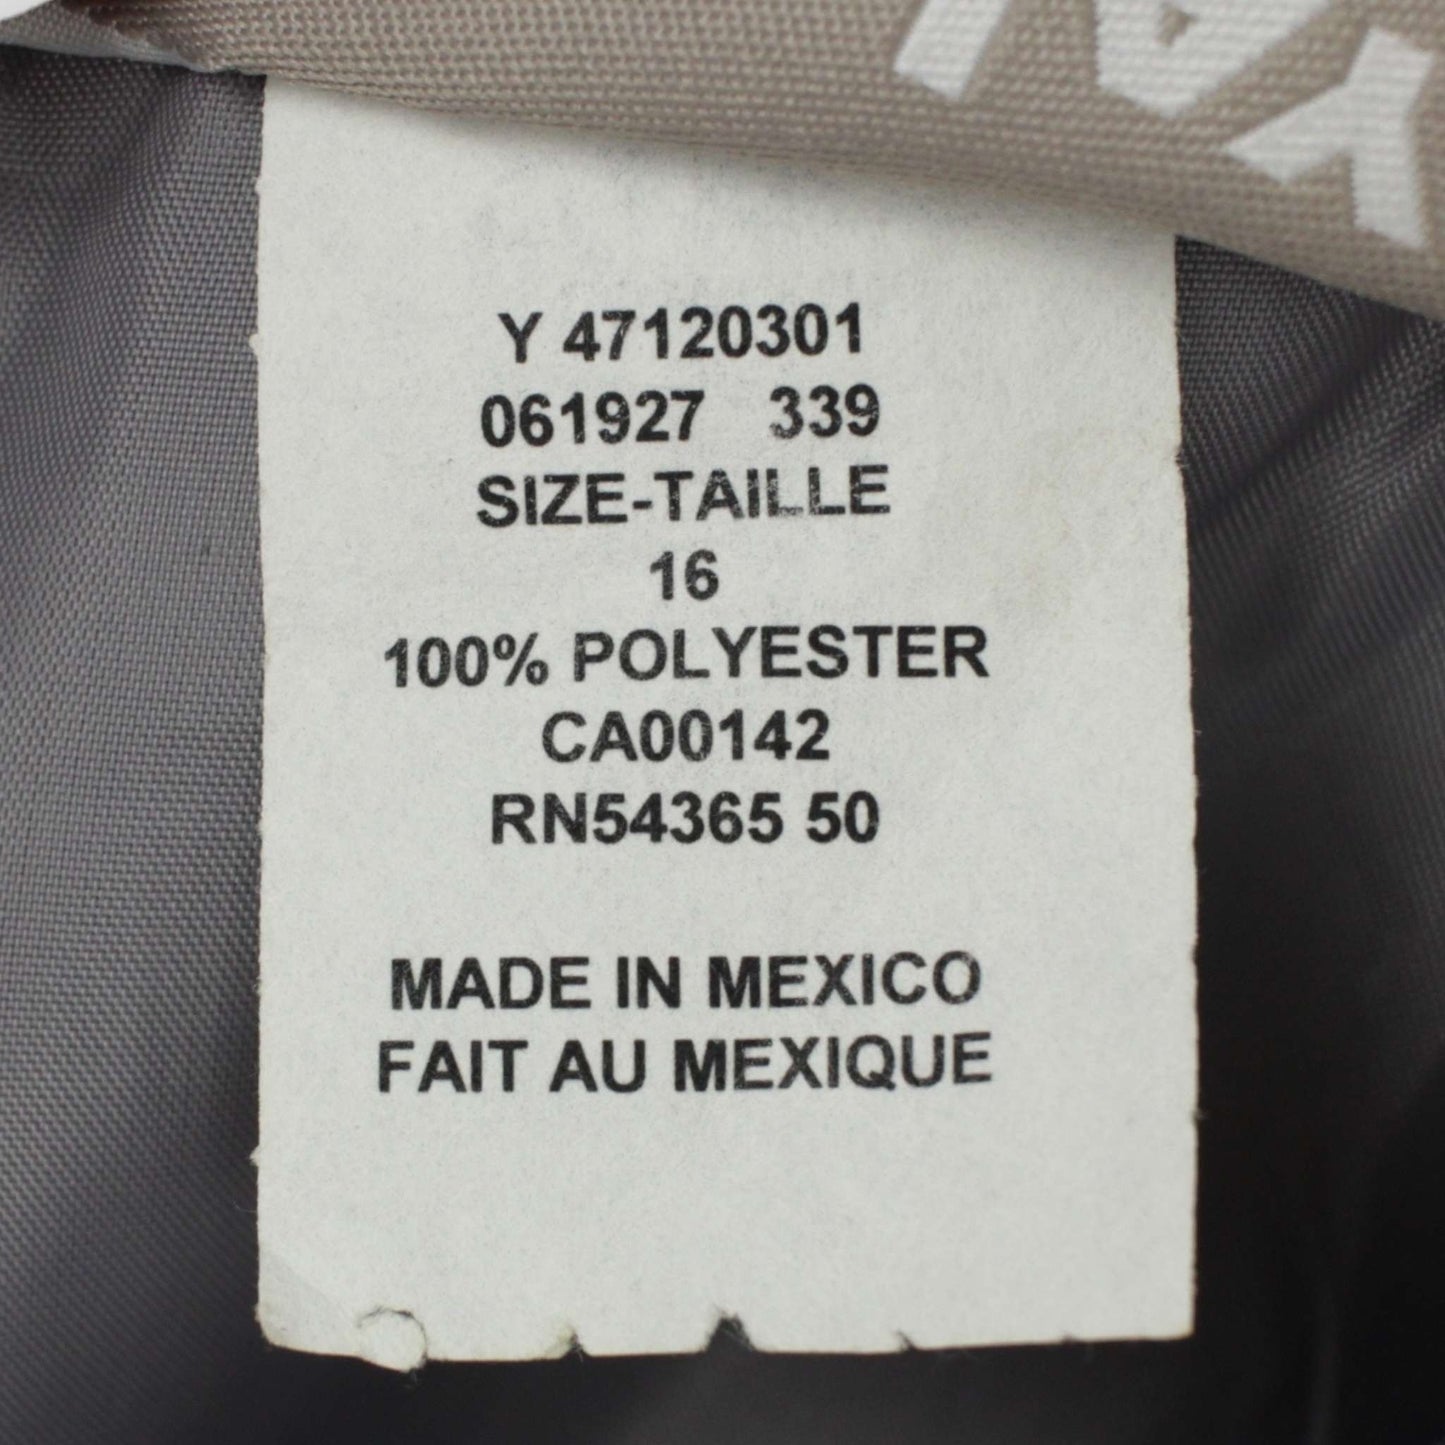 Y 47120301
061927 339
SIZE-TAILLE
16
100% POLYESTER
CA00142
RN54365 50
MADE IN MEXICO
FAIT AU MEXIQUE